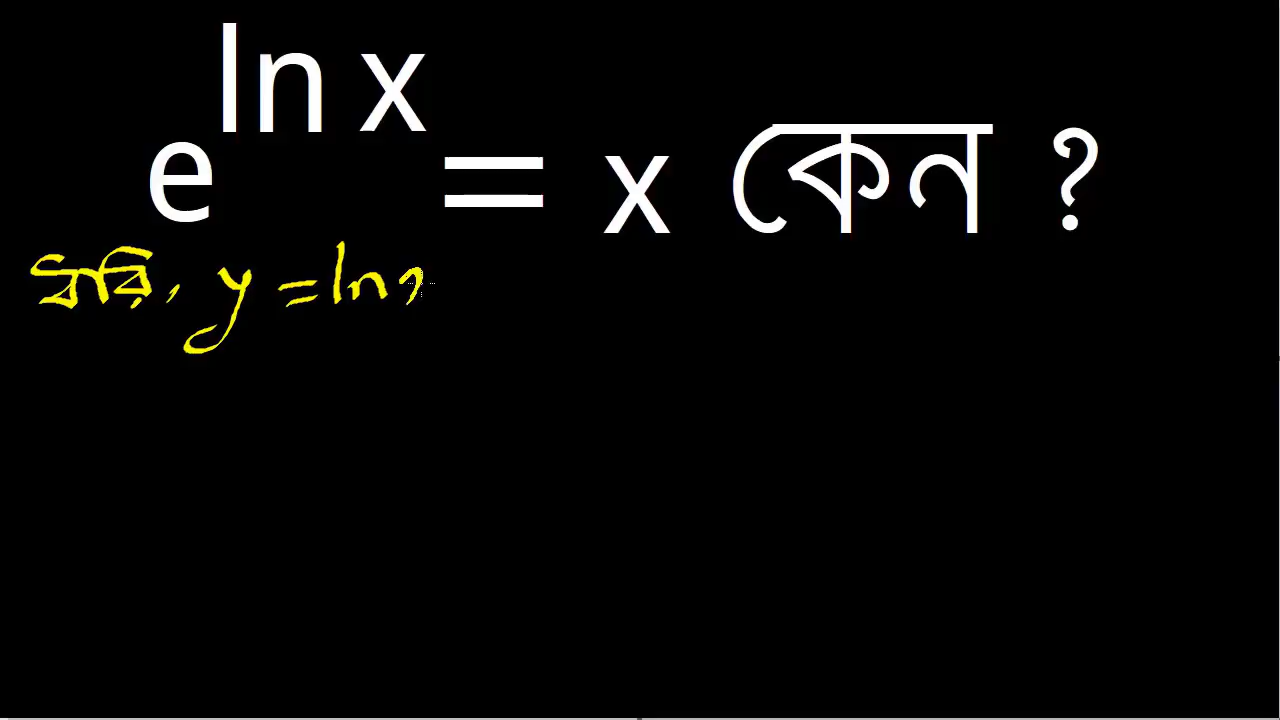 e^ln x = x কেন ?
ধরি, y = ln x